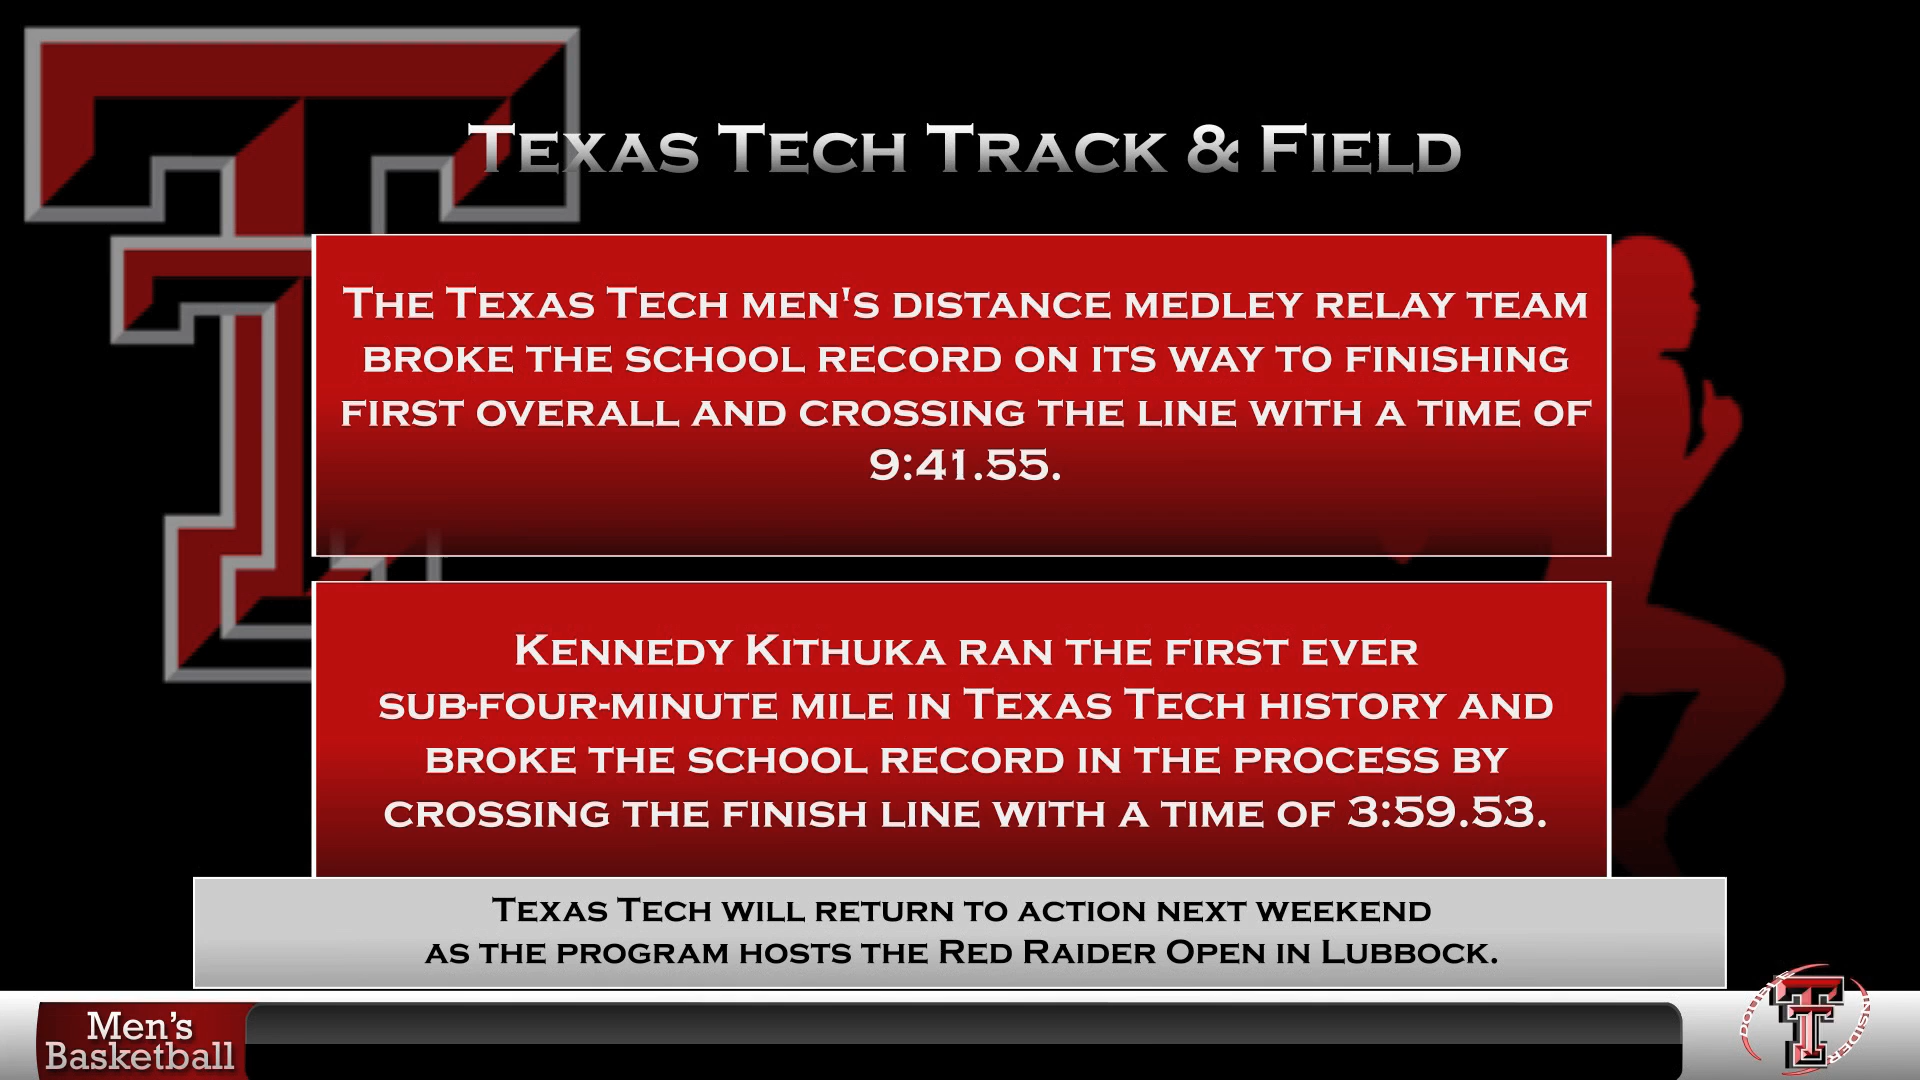 Texas Tech Track & Field
The Texas Tech men's distance medley relay team
broke the school record on its way to finishing
first overall and crossing the line with a time of
9:41.55.
Kennedy Kithuka ran the first ever
sub-four-minute mile in Texas Tech history and
broke the school record in the process by
crossing the finish line with a time of 3:59.53.
Texas Tech will return to action next weekend
as the program hosts the Red Raider Open in Lubbock.
Men's
Basketball
DOUBLE
T
INSIDER